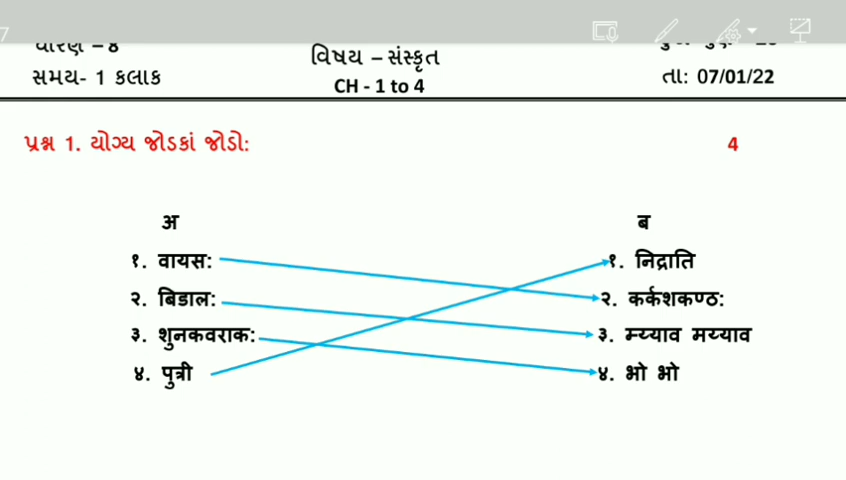 ધોરણ – 8
વિષય – સંસ્કૃત
સમય- 1 કલાક
CH - 1 to 4
તા: 07/01/22
પ્રશ્ન 1. યોગ્ય જોડકાં જોડો: 4
अ ब
१. वायस: १. निद्राति
२. बिडाल: २. कर्कशकण्ठ:
३. शुनकवराक: ३. म्य्याव मय्याव
४. पुत्री ४. भो भो